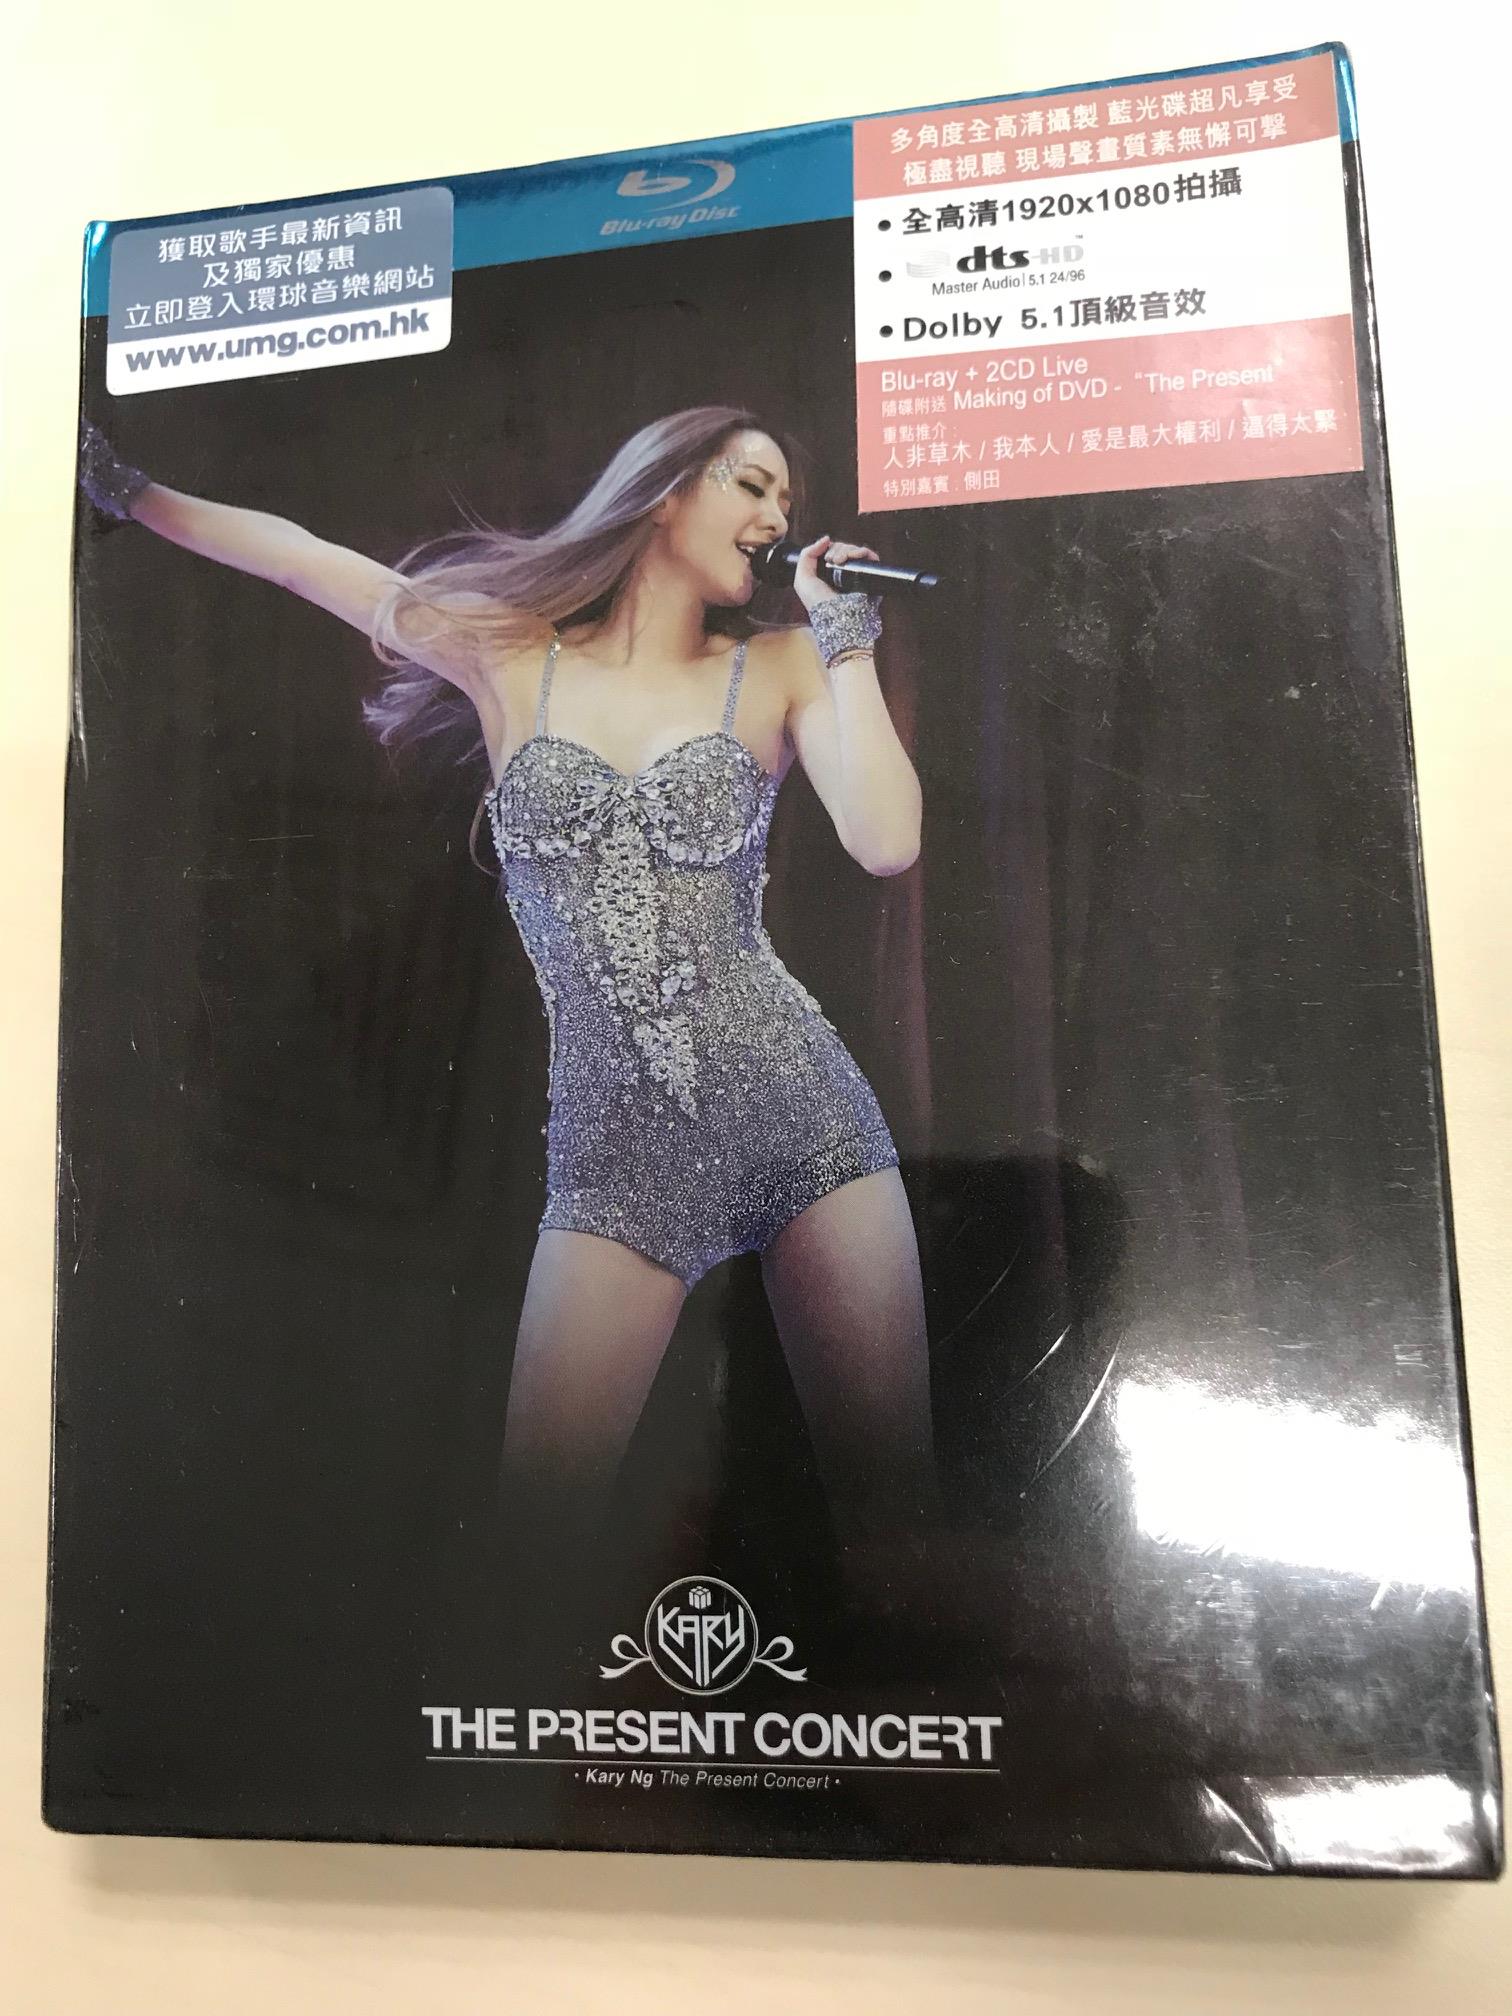 獲取歌手最新資訊
及獨家優惠
立即登入環球音樂網站
www.umg.com.hk
Blu-ray Disc
多角度全高清攝製 藍光碟超凡享受
極盡視聽 現場聲畫質素無懈可擊
• 全高清1920x1080拍攝
• dts-HD™
Master Audio | 5.1 24/96
• Dolby 5.1頂級音效
Blu-ray + 2CD Live
隨碟附送 Making of DVD - "The Present"
重點推介 :
人非草木 / 我本人 / 愛是最大權利 / 逼得太緊
特別嘉賓 : 側田
KARY
THE PRESENT CONCERT
• Kary Ng The Present Concert •